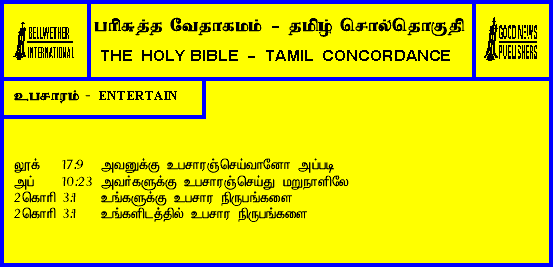 BELLWETHER
INTERNATIONAL
பரிசுத்த வேதாகமம் - தமிழ் சொல்தொகுதி
THE HOLY BIBLE - TAMIL CONCORDANCE
GOOD NEWS
PUBLISHERS
உபசாரம் - ENTERTAIN
லூக் 17:9 அவனுக்கு உபசாரஞ்செய்வானோ அப்படி
அப் 10:23 அவர்களுக்கு உபசாரஞ்செய்து மறுநாளிலே
2கொரி 3:1 உங்களுக்கு உபசார நிருபங்களை
2கொரி 3:1 உங்களிடத்தில் உபசார நிருபங்களை